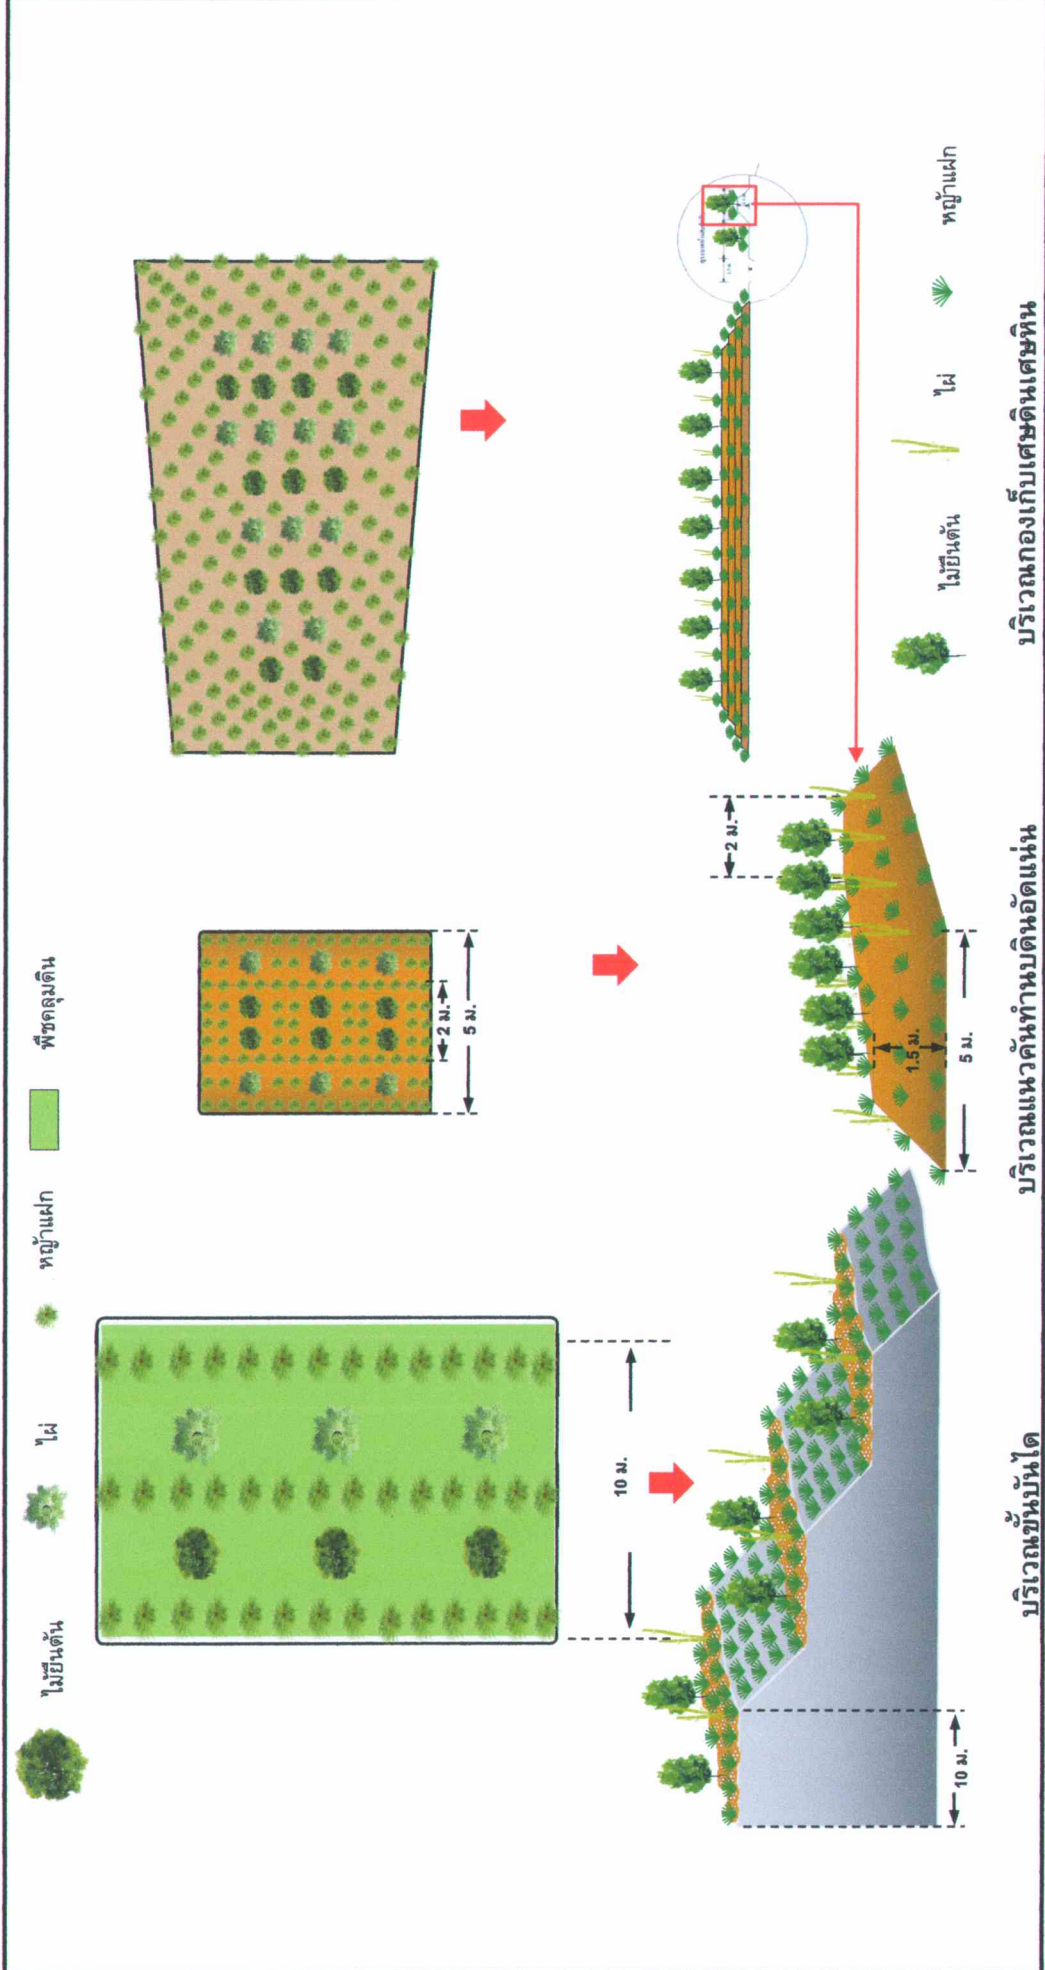 ไม้ยืนต้น ไผ่ หญ้าแฝก พืชคลุมดิน
10 ม.
2 ม.
5 ม.
10 ม.
1.5 ม.
5 ม.
2 ม.
ไม้ยืนต้น ไผ่ หญ้าแฝก
บริเวณขั้นบันได
บริเวณแนวคันทำนบดินอัดแน่น
บริเวณกองเก็บเศษดินเศษหิน